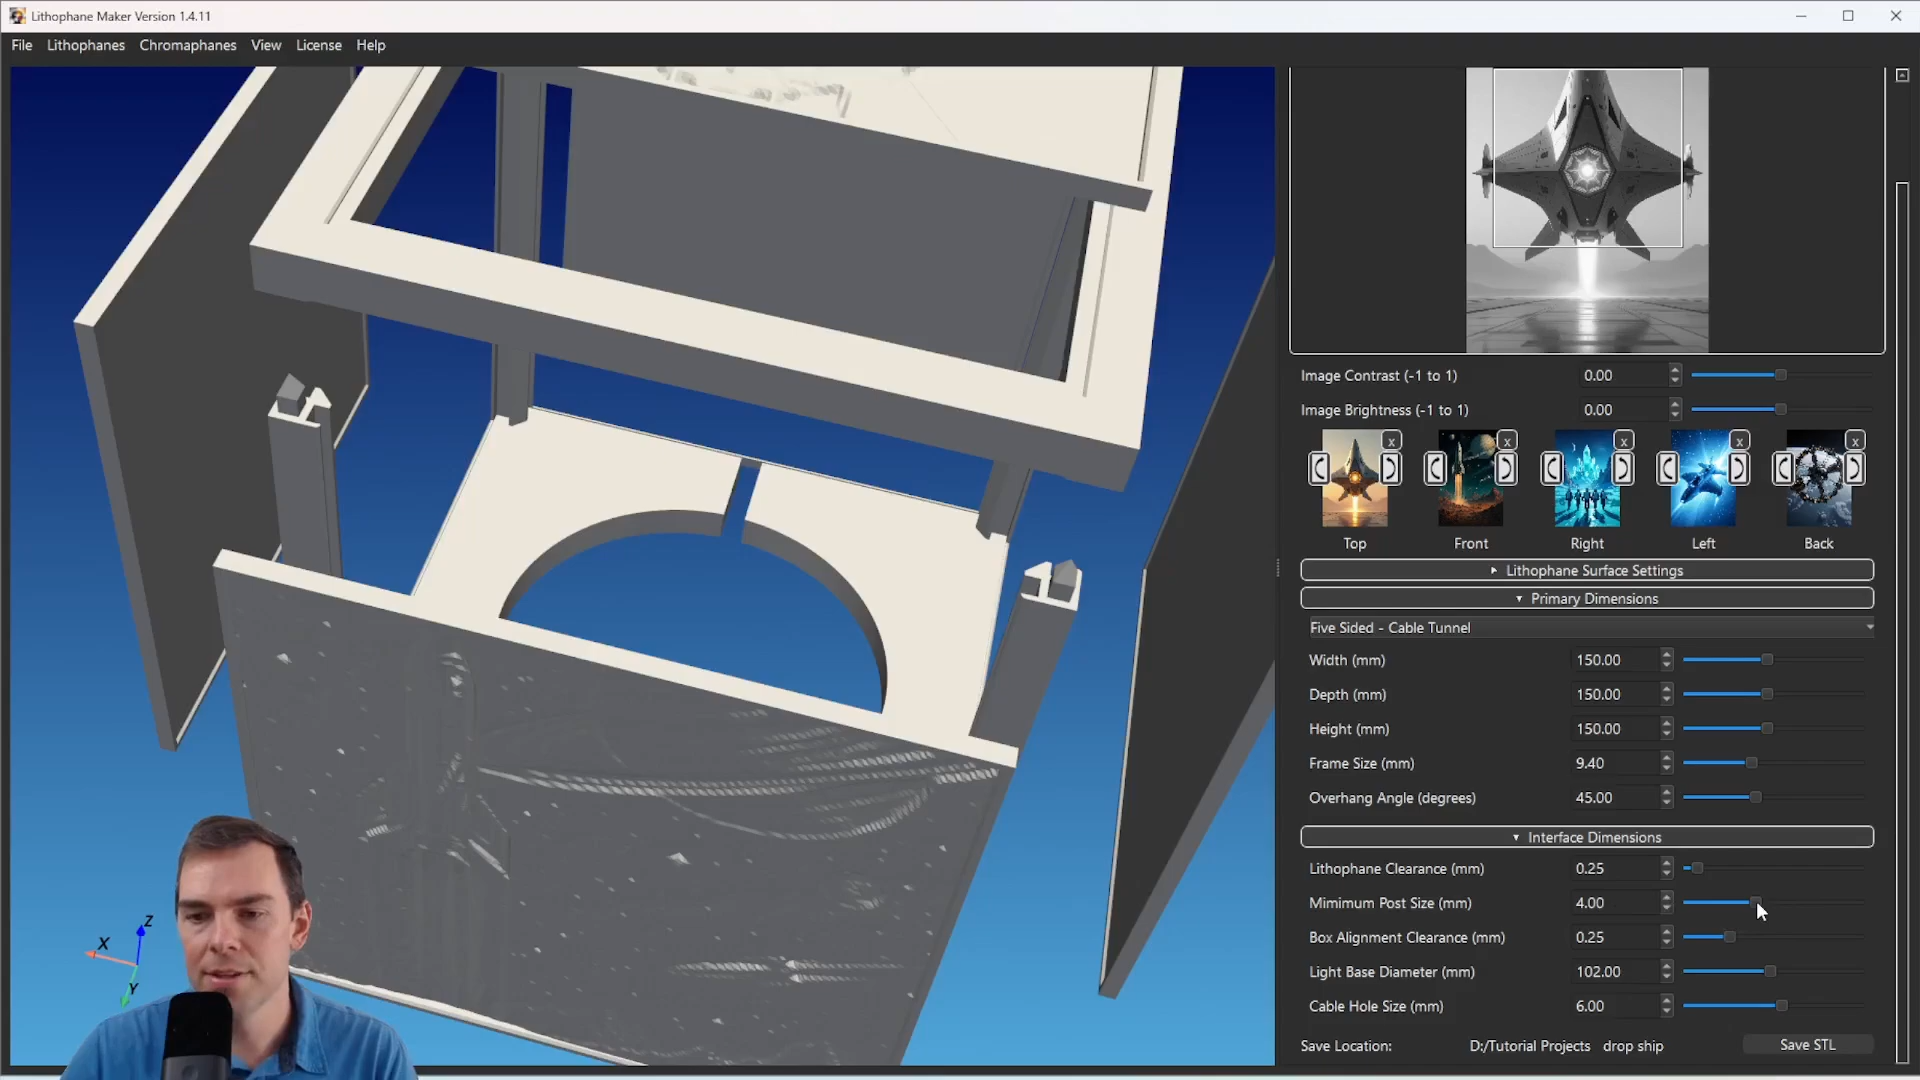 Lithophane Maker Version 1.4.11
File Lithophanes Chromaphanes View License Help
Image Contrast (-1 to 1) 0.00
Image Brightness (-1 to 1) 0.00
x x x x x
Top Front Right Left Back
Lithophane Surface Settings
Primary Dimensions
Five Sided - Cable Tunnel
Width (mm) 150.00
Depth (mm) 150.00
Height (mm) 150.00
Frame Size (mm) 9.40
Overhang Angle (degrees) 45.00
Interface Dimensions
Lithophane Clearance (mm) 0.25
Mimimum Post Size (mm) 4.00
Box Alignment Clearance (mm) 0.25
Light Base Diameter (mm) 102.00
Cable Hole Size (mm) 6.00
Save Location: D:/Tutorial Projects drop ship Save STL
Z
X
Y